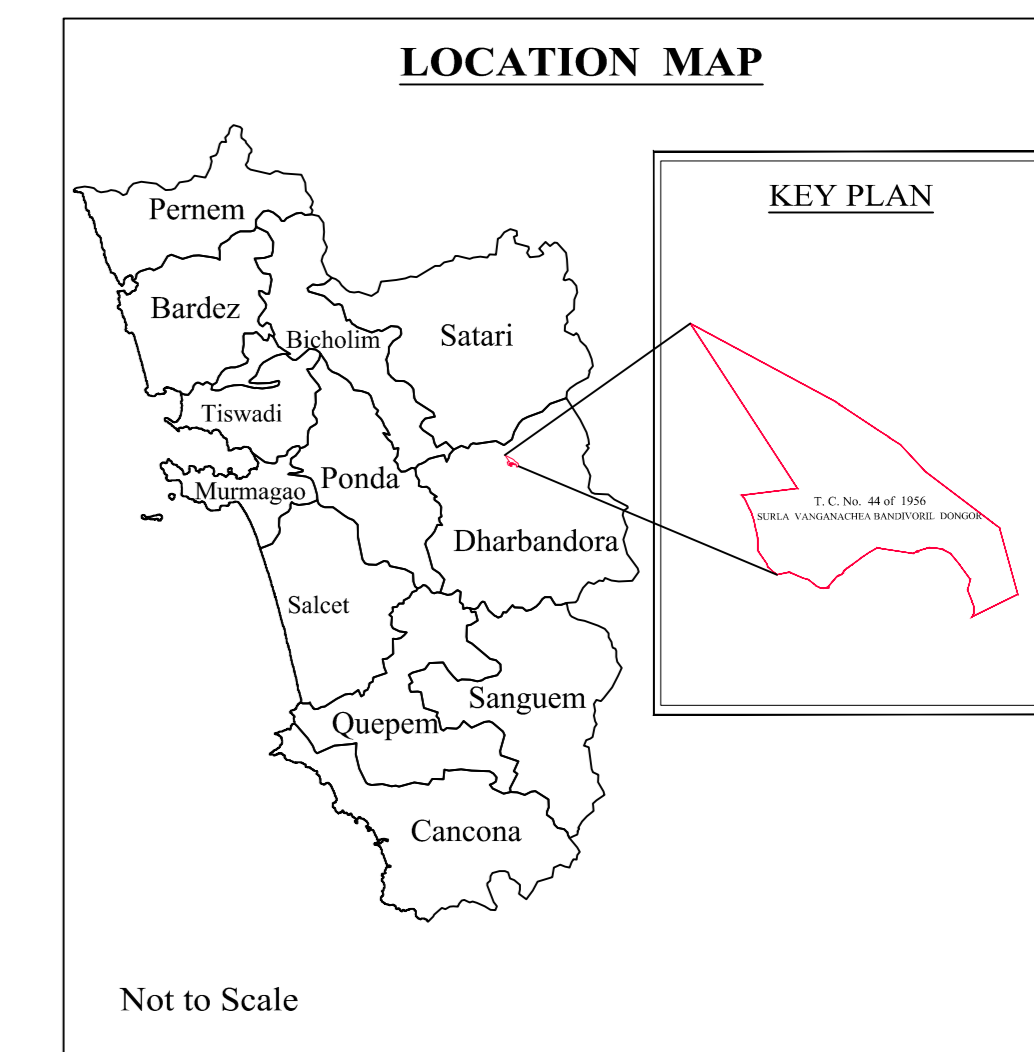 LOCATION MAP
KEY PLAN
Pernem
Bardez
Bicholim
Satari
Tiswadi
Ponda
Murmagao
T. C. No. 44 of 1956
SURLA VANGANACHEA BANDIVORIL DONGOR
Dharbandora
Salcet
Sanguem
Quepem
Cancona
Not to Scale